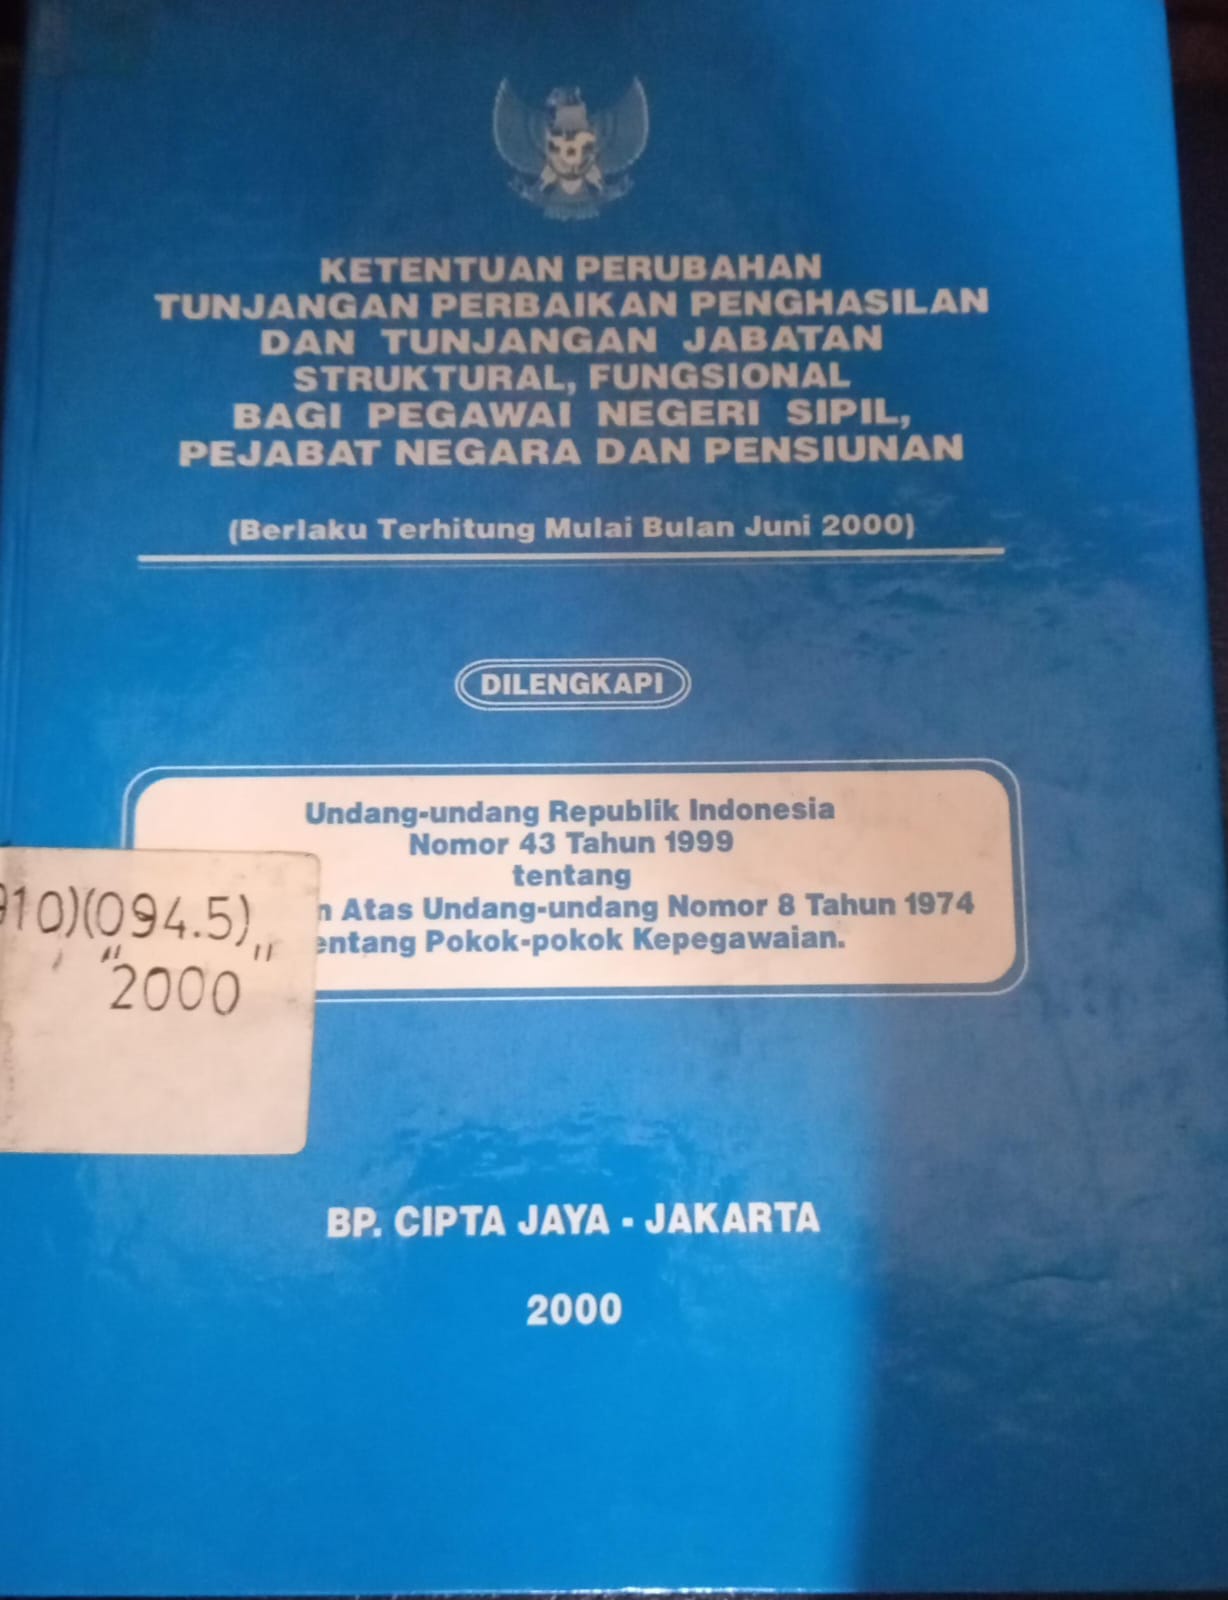 KETENTUAN PERUBAHAN
TUNJANGAN PERBAIKAN PENGHASILAN
DAN TUNJANGAN JABATAN
STRUKTURAL, FUNGSIONAL
BAGI PEGAWAI NEGERI SIPIL,
PEJABAT NEGARA DAN PENSIUNAN
(Berlaku Terhitung Mulai Bulan Juni 2000)
DILENGKAPI
Undang-undang Republik Indonesia
Nomor 43 Tahun 1999
tentang
Atas Undang-undang Nomor 8 Tahun 1974
Pokok-pokok Kepegawaian.
10)(094.5)
"2000"
BP. CIPTA JAYA - JAKARTA
2000